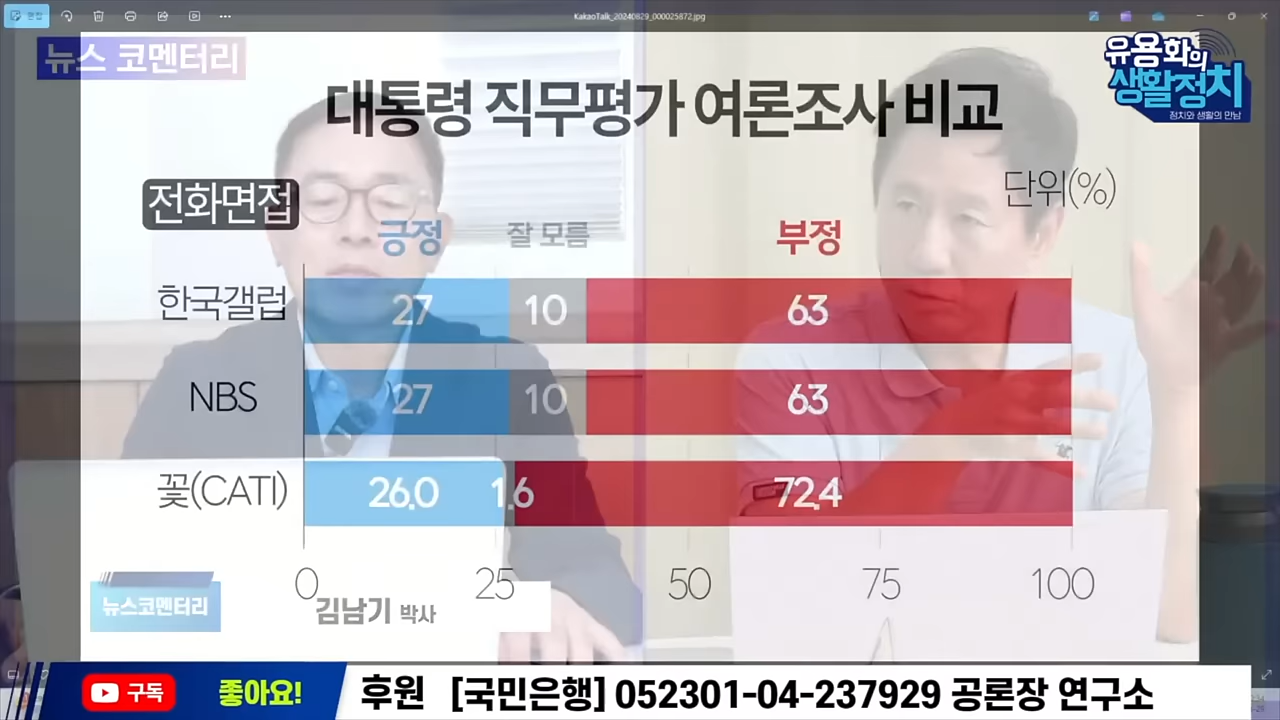 편집
KakaoTalk_20240829_000025872.jpg
뉴스 코멘터리
유용화의
생활정치
정치와 생활의 만남
대통령 직무평가 여론조사 비교
단위(%)
전화면접
긍정 잘 모름 부정
한국갤럽 27 10 63
NBS 27 10 63
꽃(CATI) 26.0 1.6 72.4
0 25 50 75 100
뉴스코멘터리
김남기 박사
구독 좋아요! 후원 [국민은행] 052301-04-237929 공론장 연구소